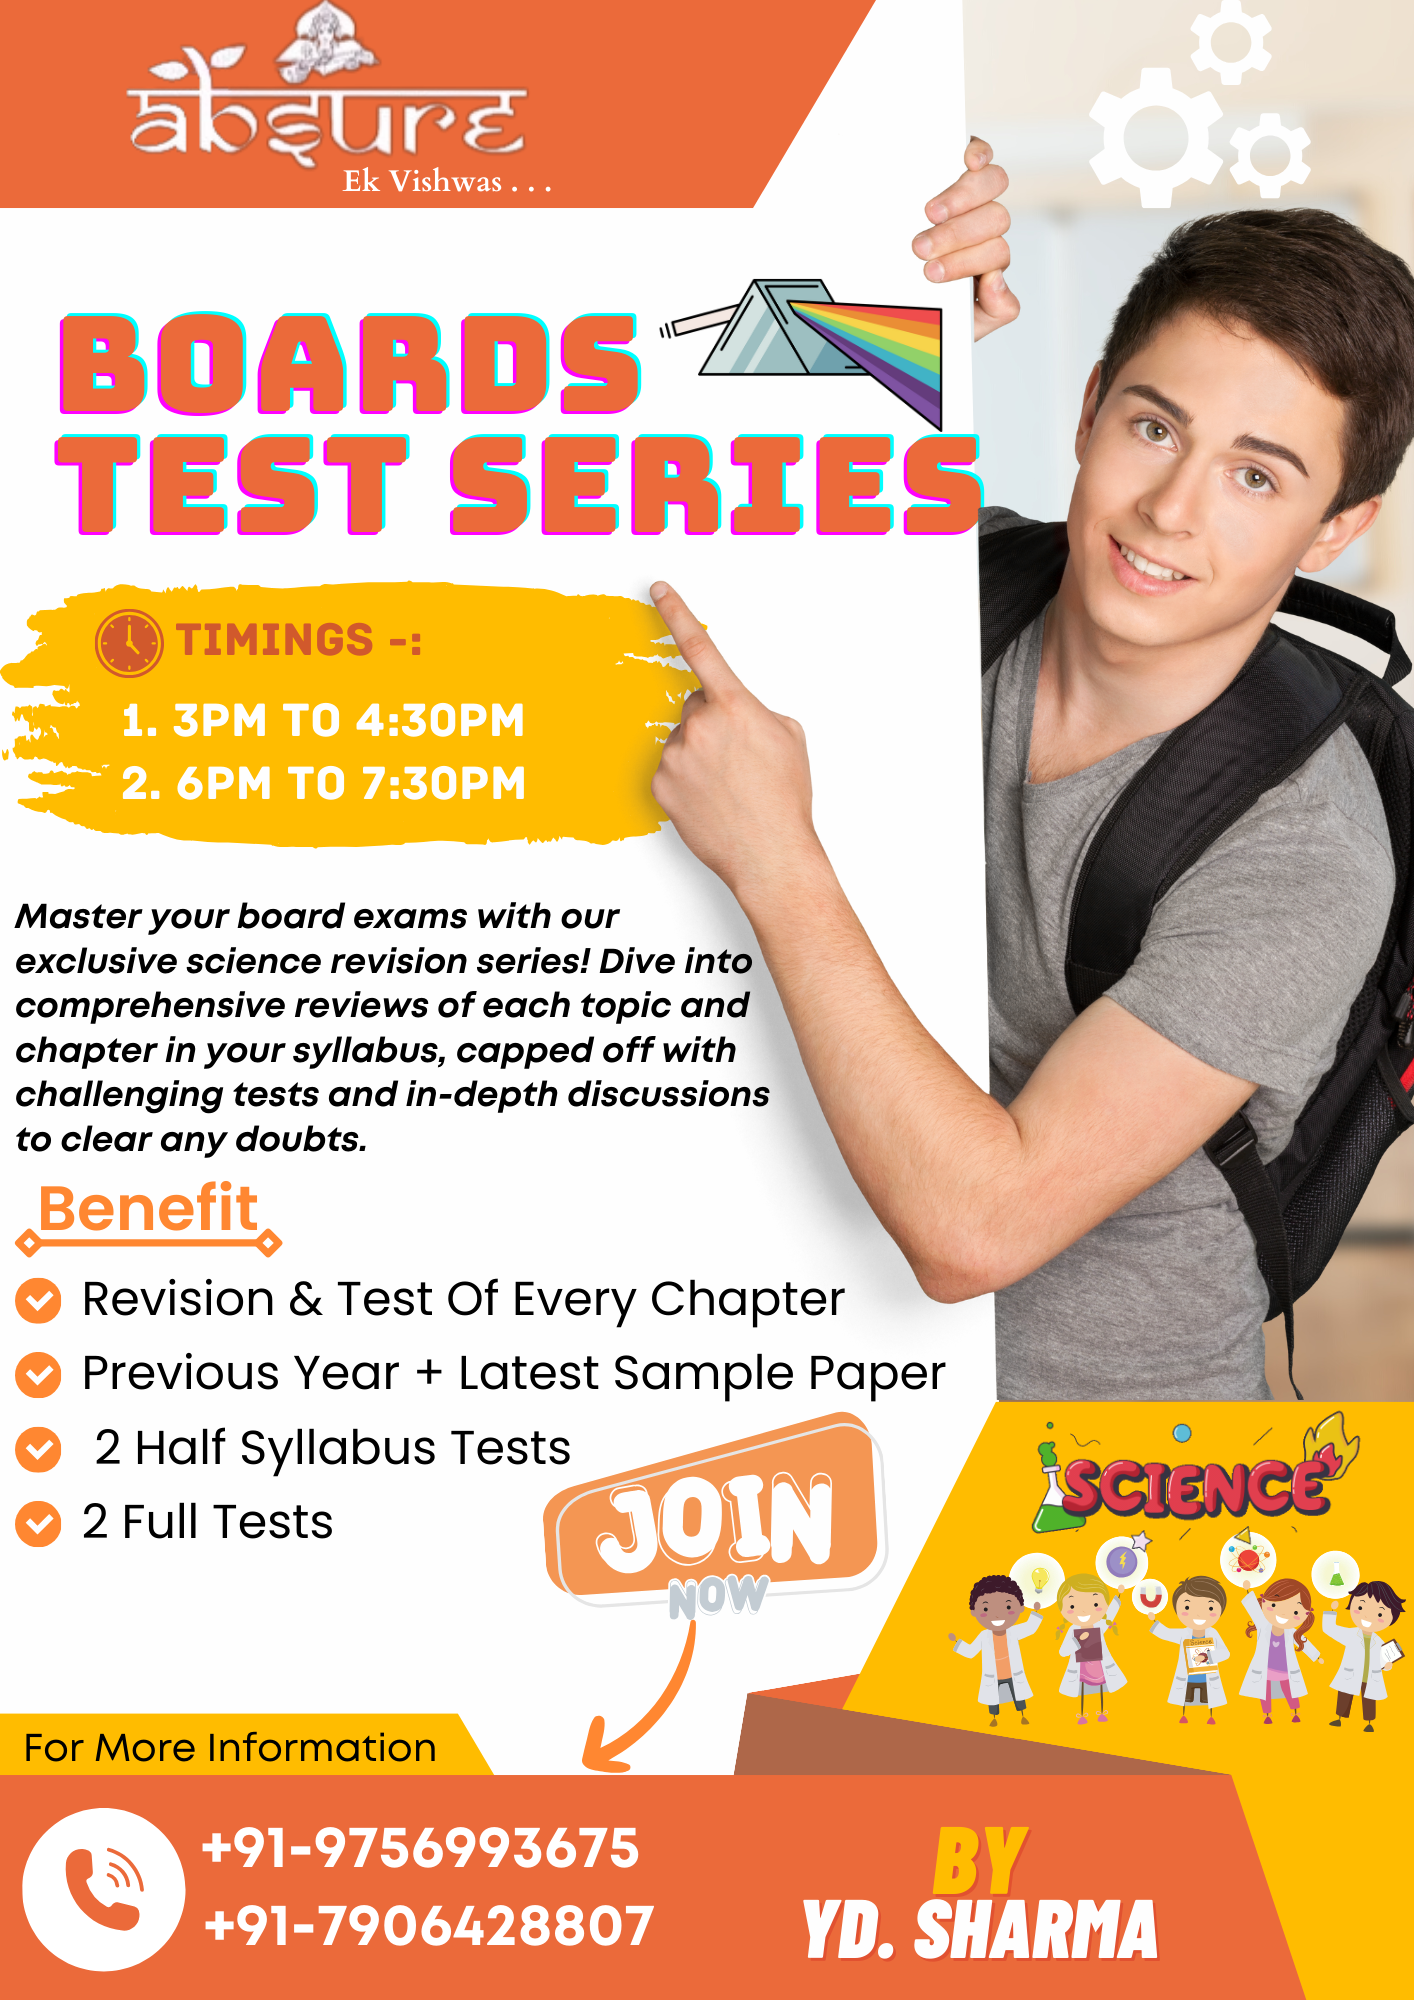 absure
Ek Vishwas . . .
BOARDS
TEST SERIES
TIMINGS -:
1. 3PM TO 4:30PM
2. 6PM TO 7:30PM
Master your board exams with our
exclusive science revision series! Dive into
comprehensive reviews of each topic and
chapter in your syllabus, capped off with
challenging tests and in-depth discussions
to clear any doubts.
Benefit
Revision & Test Of Every Chapter
Previous Year + Latest Sample Paper
2 Half Syllabus Tests
2 Full Tests
JOIN
NOW
SCIENCE
Science
For More Information
+91-9756993675
+91-7906428807
BY
YD. SHARMA